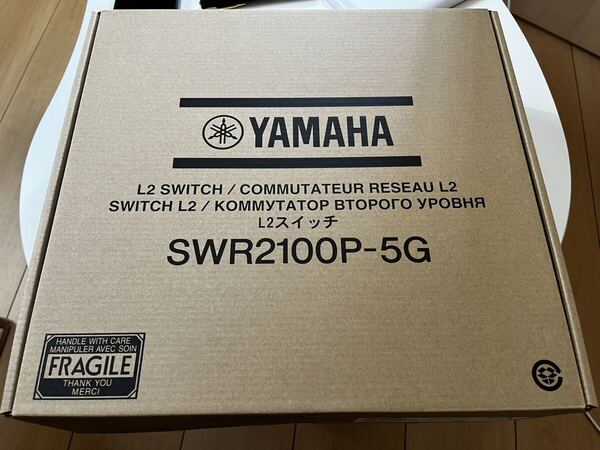 YAMAHA
L2 SWITCH / COMMUTATEUR RESEAU L2
SWITCH L2 / КОММУТАТОР ВТОРОГО УРОВНЯ
L2スイッチ
SWR2100P-5G
HANDLE WITH CARE
MANIPULER AVEC SOIN
FRAGILE
THANK YOU
MERCI